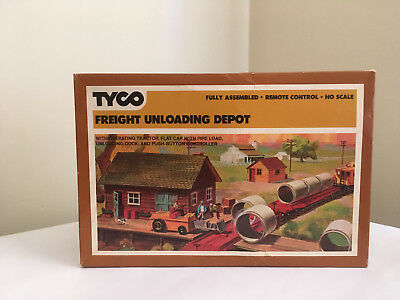 TYCO
FULLY ASSEMBLED • REMOTE CONTROL • HO SCALE
FREIGHT UNLOADING DEPOT
WITH OPERATING TRACTOR, FLAT CAR WITH PIPE LOAD,
UNLOADING DOCK, AND PUSH-BUTTON CONTROLLER